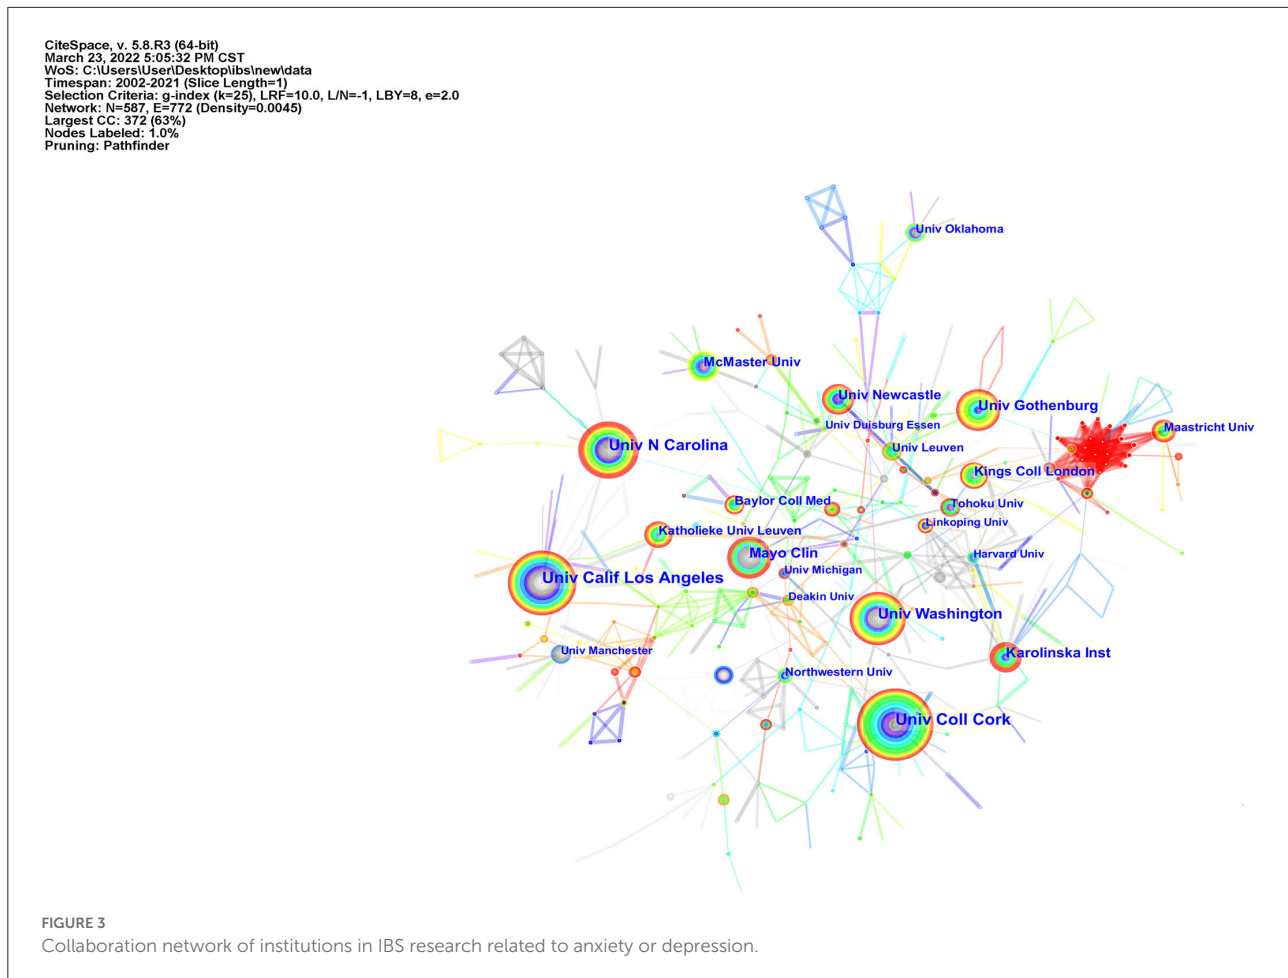 CiteSpace, v. 5.8.R3 (64-bit)
March 23, 2022 5:05:32 PM CST
WoS: C:\Users\User\Desktop\ibs\new\data
Timespan: 2002-2021 (Slice Length=1)
Selection Criteria: g-index (k=25), LRF=10.0, L/N=-1, LBY=8, e=2.0
Network: N=587, E=772 (Density=0.0045)
Largest CC: 372 (63%)
Nodes Labeled: 1.0%
Pruning: Pathfinder
Univ Oklahoma
McMaster Univ
Univ Newcastle
Univ Gothenburg
Univ Duisburg Essen
Maastricht Univ
Univ N Carolina
Univ Leuven
Kings Coll London
Baylor Coll Med
Tohoku Univ
Linkoping Univ
Katholieke Univ Leuven
Mayo Clin
Harvard Univ
Univ Michigan
Univ Calif Los Angeles
Deakin Univ
Univ Washington
Univ Manchester
Karolinska Inst
Northwestern Univ
Univ Coll Cork
FIGURE 3
Collaboration network of institutions in IBS research related to anxiety or depression.